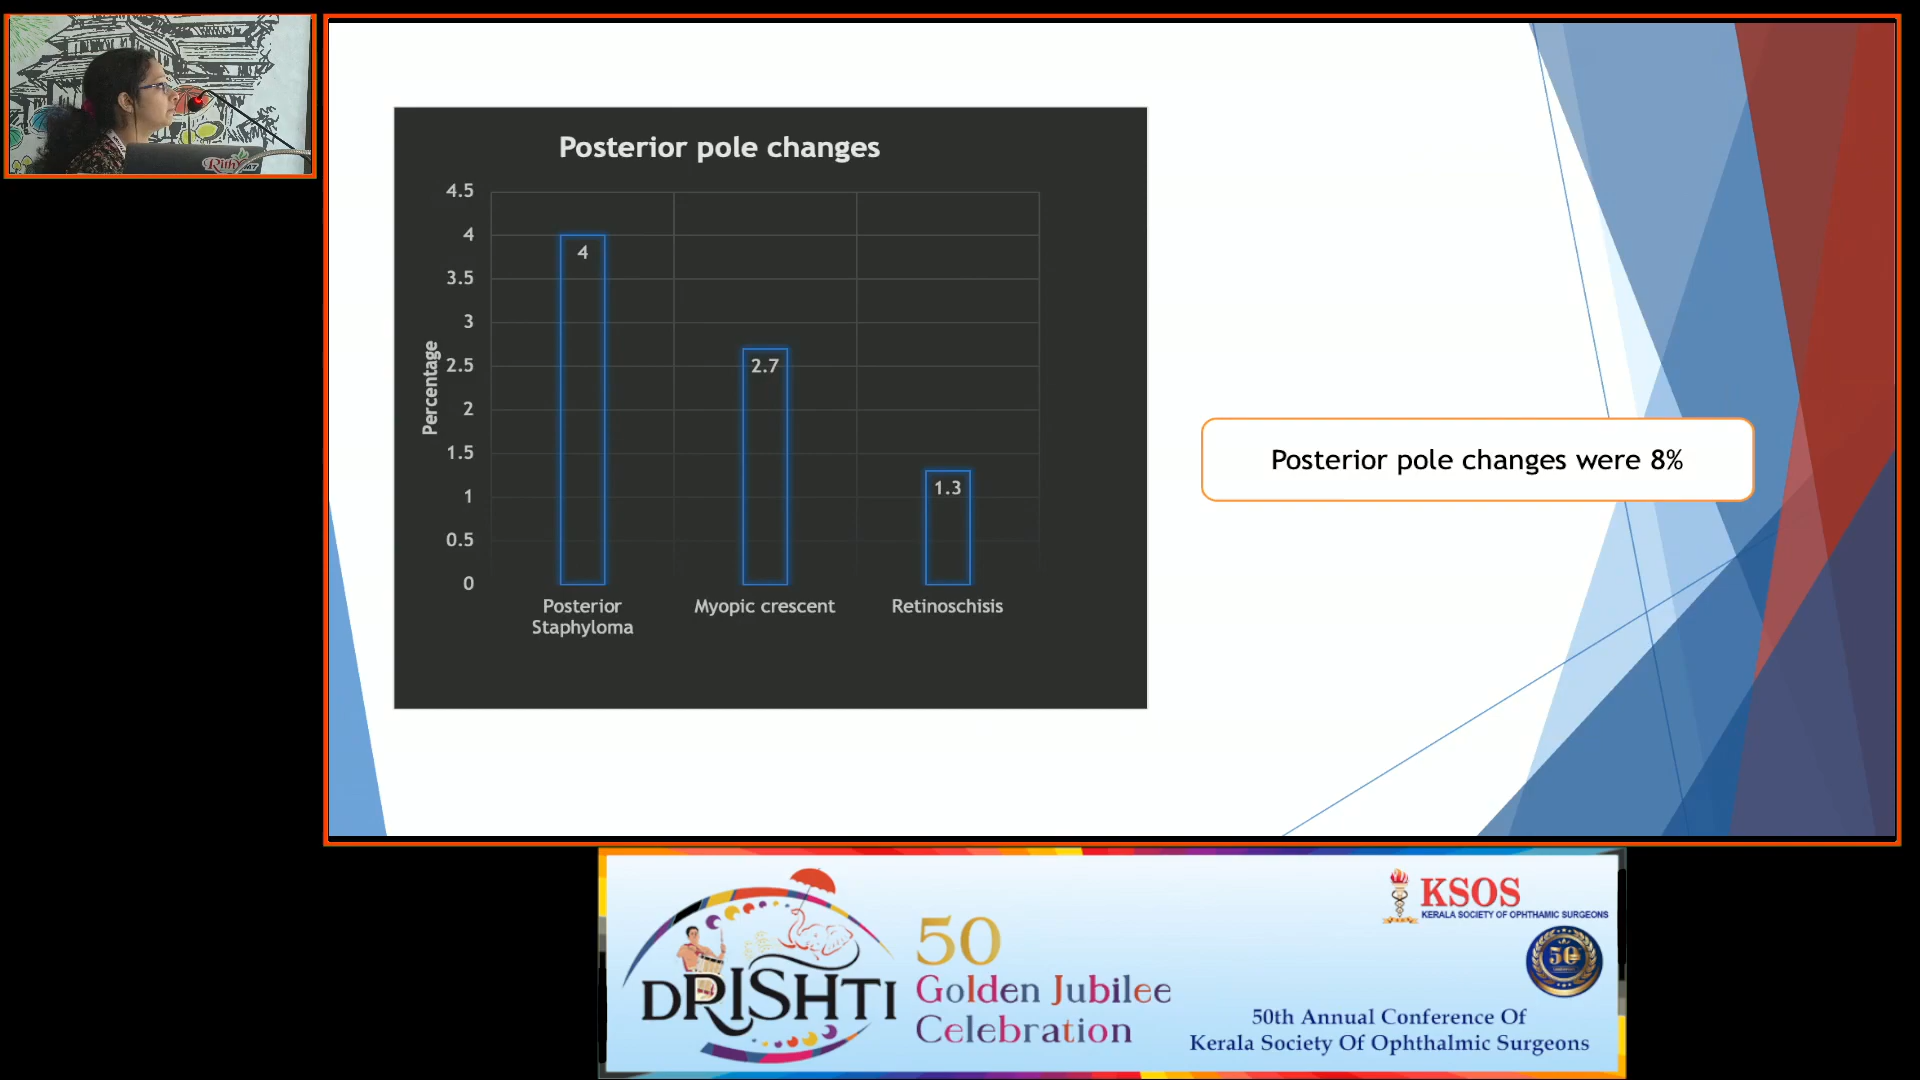 Posterior pole changes
4.5
4
3.5
3
2.5
2
1.5
1
0.5
0
Percentage
4
2.7
1.3
Posterior
Staphyloma
Myopic crescent
Retinoschisis
Posterior pole changes were 8%
DRISHTI
50
Golden Jubilee
Celebration
KSOS
KERALA SOCIETY OF OPHTHAMIC SURGEONS
50
50th Annual Conference Of
Kerala Society Of Ophthalmic Surgeons